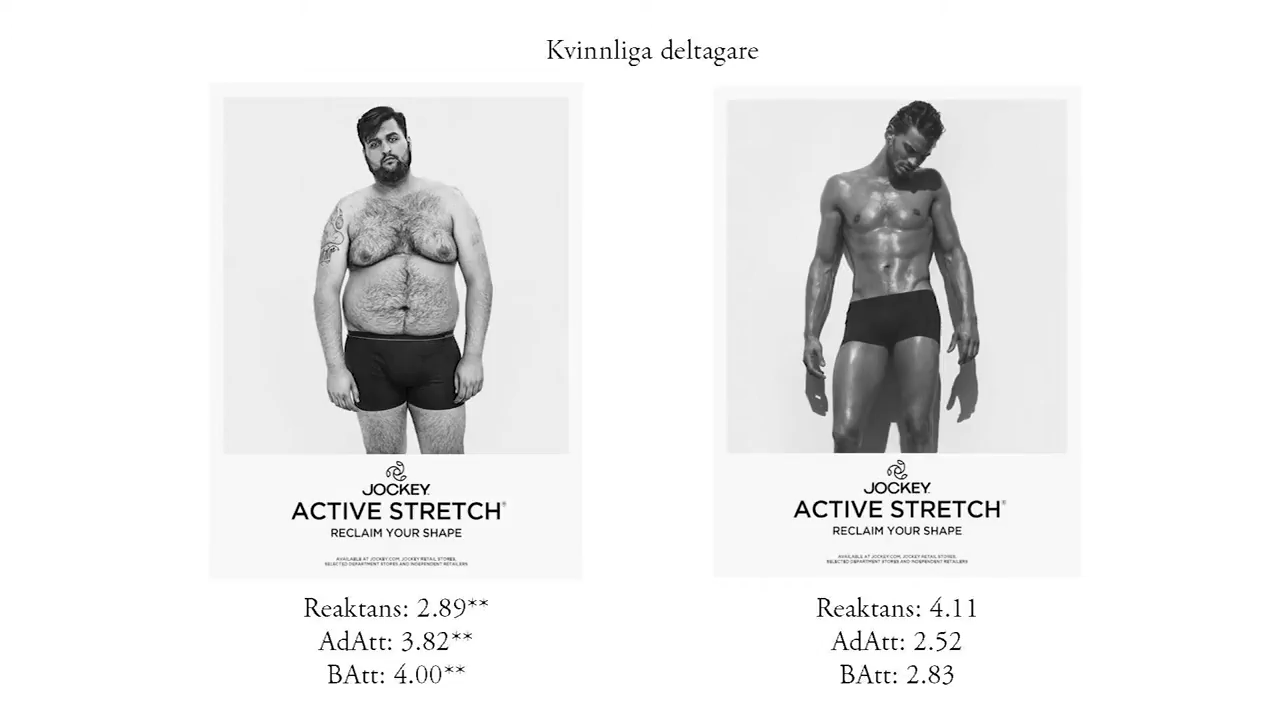 Kvinnliga deltagare
JOCKEY
ACTIVE STRETCH®
RECLAIM YOUR SHAPE
AVAILABLE AT JOCKEY.COM, JOCKEY RETAIL STORES,
SELECTED DEPARTMENT STORES AND INDEPENDENT RETAILERS
Reaktans: 2.89**
AdAtt: 3.82**
BAtt: 4.00**
JOCKEY
ACTIVE STRETCH®
RECLAIM YOUR SHAPE
AVAILABLE AT JOCKEY.COM, JOCKEY RETAIL STORES,
SELECTED DEPARTMENT STORES AND INDEPENDENT RETAILERS
Reaktans: 4.11
AdAtt: 2.52
BAtt: 2.83